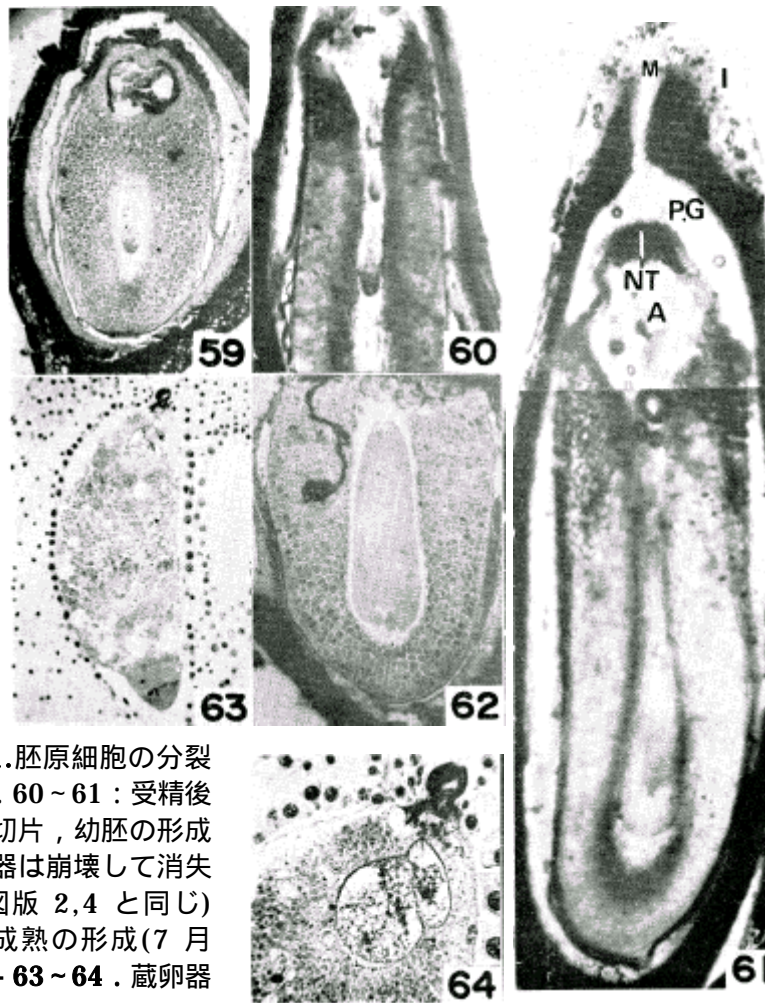 M
I
PG
NT
A
59
60
63
62
61
64
.胚原細胞の分裂
. 60 ~ 61 : 受精後
切片 , 幼胚の形成
器は崩壊して消失
図版 2,4 と同じ)
成熟の形成(7 月
- 63 ~ 64 . 蔵卵器